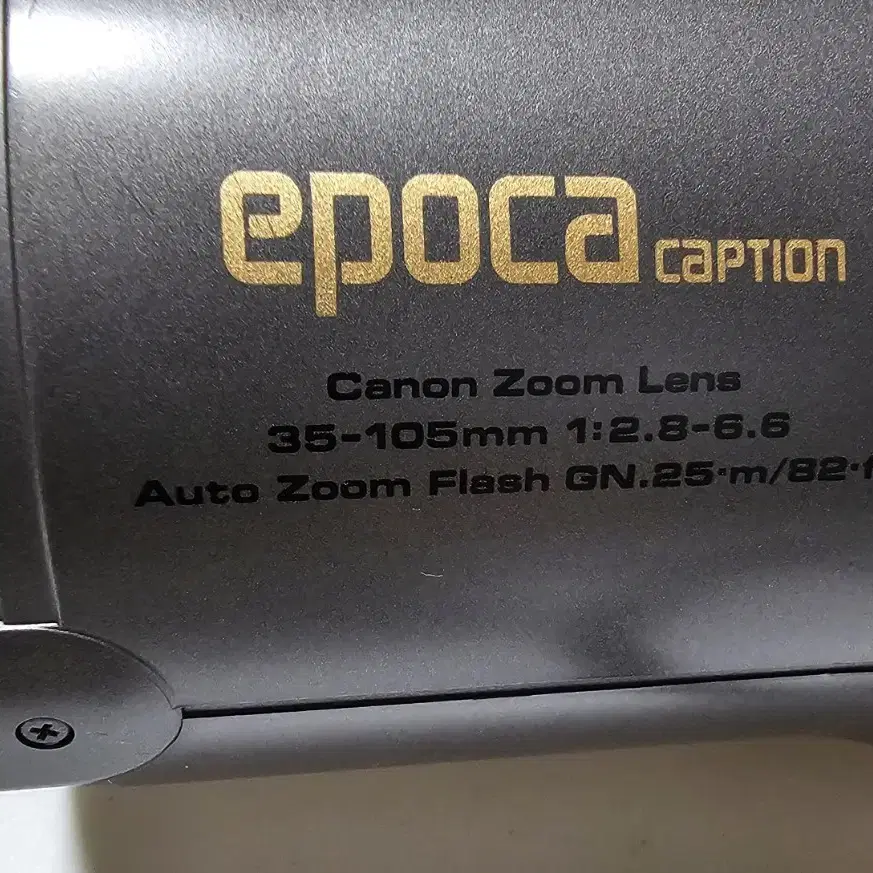 epoca CAPTION
Canon Zoom Lens
35-105mm 1:2.8-6.6
Auto Zoom Flash GN.25·m/82·f